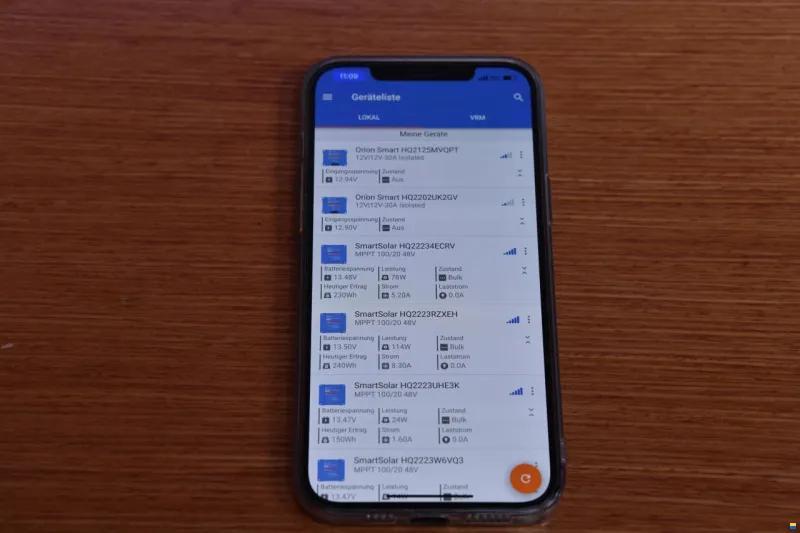 11:09
Geräteliste
LOKAL VRM
Meine Geräte
Orion Smart HQ2125MVQPT
12V/12V-30A Isolated
Eingangsspannung Zustand
12.94V Aus
Orion Smart HQ2202UK2GV
12V/12V-30A Isolated
Eingangsspannung Zustand
12.90V Aus
SmartSolar HQ22234ECRV
MPPT 100/20 48V
Batteriespannung Leistung Zustand
13.48V 76W Bulk
Heutiger Ertrag Strom Laststrom
230Wh 5.20A 0.0A
SmartSolar HQ2223RZXEH
MPPT 100/20 48V
Batteriespannung Leistung Zustand
13.50V 114W Bulk
Heutiger Ertrag Strom Laststrom
240Wh 8.30A 0.0A
SmartSolar HQ2223UHE3K
MPPT 100/20 48V
Batteriespannung Leistung Zustand
13.47V 24W Bulk
Heutiger Ertrag Strom Laststrom
150Wh 1.60A 0.0A
SmartSolar HQ2223W6VQ3
MPPT 100/20 48V
Batteriespannung Leistung Zustand
13.47V 74W Bulk